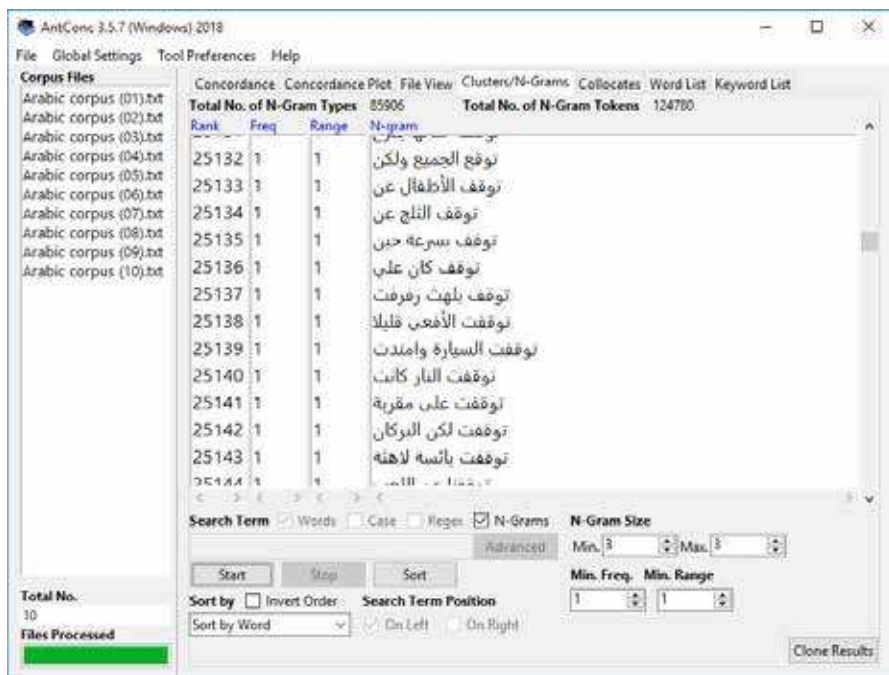 AntConc 3.5.7 (Windows) 2018
File Global Settings Tool Preferences Help
Corpus Files
Arabic corpus (01).txt
Arabic corpus (02).txt
Arabic corpus (03).txt
Arabic corpus (04).txt
Arabic corpus (05).txt
Arabic corpus (06).txt
Arabic corpus (07).txt
Arabic corpus (08).txt
Arabic corpus (09).txt
Arabic corpus (10).txt
Total No.
10
Files Processed
Concordance Concordance Plot File View Clusters/N-Grams Collocates Word List Keyword List
Total No. of N-Gram Types 85906 Total No. of N-Gram Tokens 124780
Rank Freq Range N-gram
25132 1 1 توقع الجميع ولكن
25133 1 1 توقف الأطفال عن
25134 1 1 توقف الثلج عن
25135 1 1 توقف بسرعة حين
25136 1 1 توقف كان علي
25137 1 1 توقف يلهث رفرفت
25138 1 1 توقفت الأفعى قليلا
25139 1 1 توقفت السيارة وامتدت
25140 1 1 توقفت النار كانت
25141 1 1 توقفت على مقربة
25142 1 1 توقفت لكن البركان
25143 1 1 توقفت يائسة لاهثة
25144 1 1
Search Term Words Case Regex N-Grams N-Gram Size
Advanced Min. 3 Max. 3
Start Stop Sort Min. Freq. Min. Range
Sort by Invert Order Search Term Position 1 1
Sort by Word On Left On Right
Clone Results